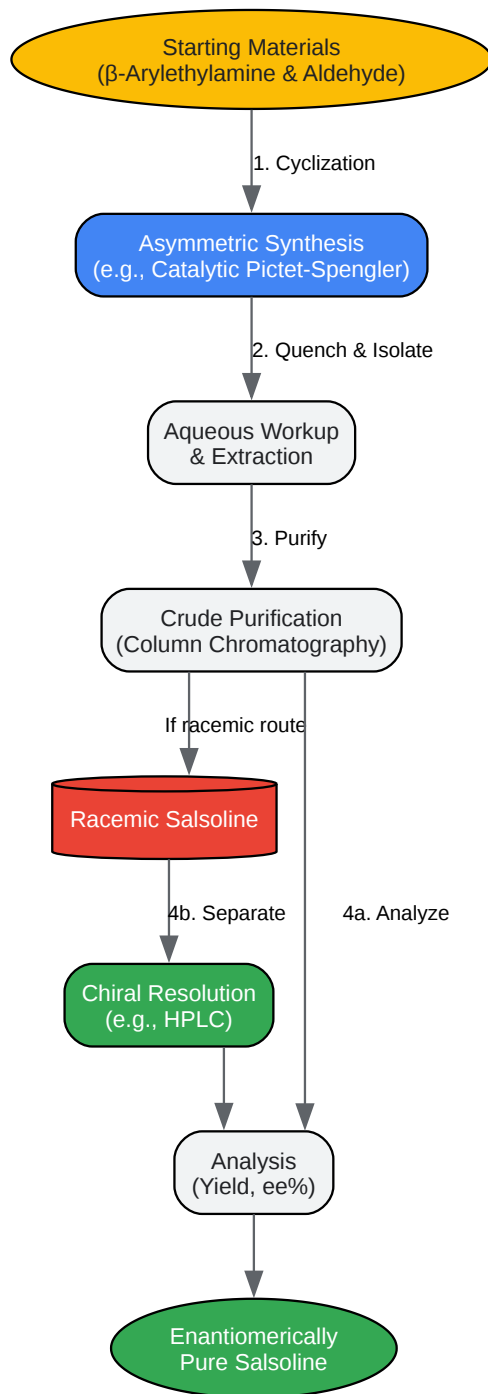 Starting Materials
(β-Arylethylamine & Aldehyde)
1. Cyclization
Asymmetric Synthesis
(e.g., Catalytic Pictet-Spengler)
2. Quench & Isolate
Aqueous Workup
& Extraction
3. Purify
Crude Purification
(Column Chromatography)
If racemic route
Racemic Salsoline
4b. Separate
4a. Analyze
Chiral Resolution
(e.g., HPLC)
Analysis
(Yield, ee%)
Enantiomerically
Pure Salsoline